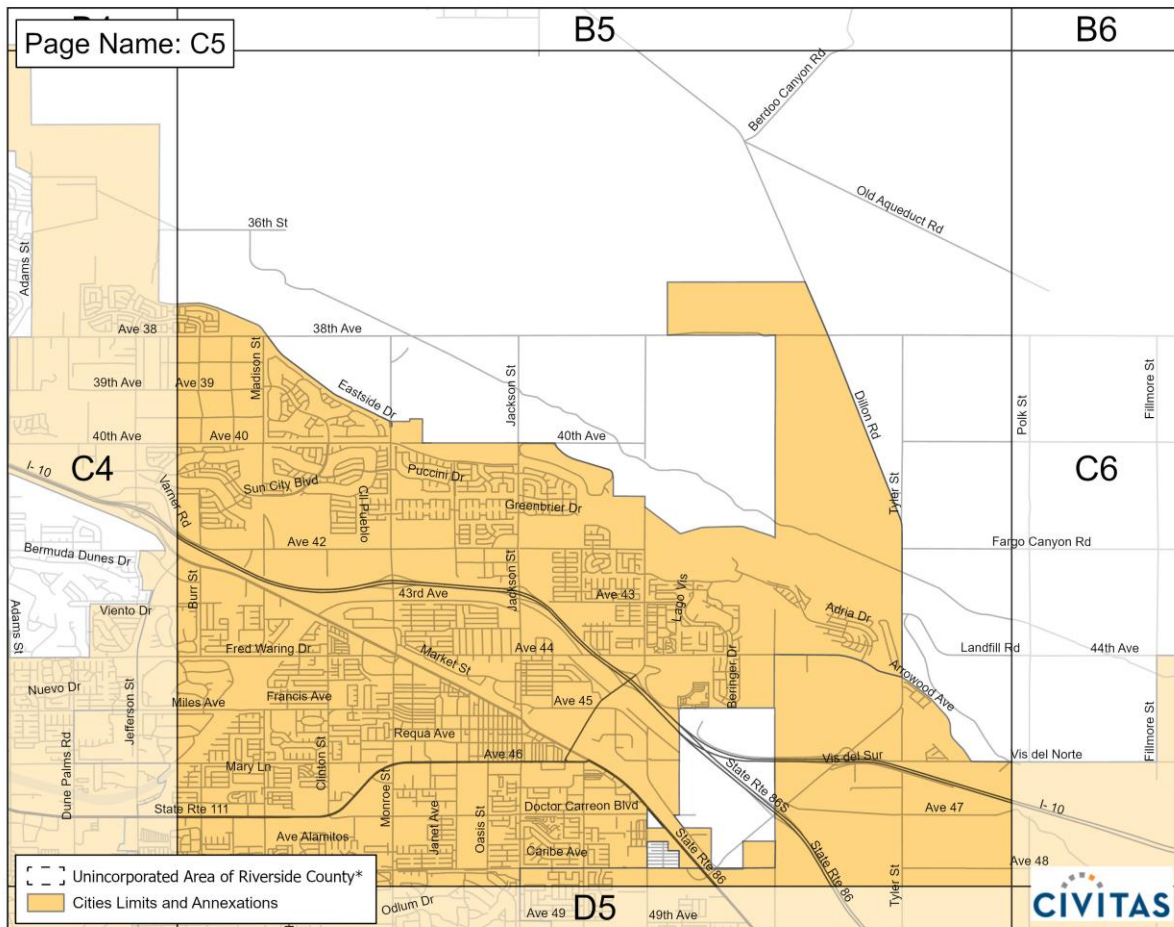 B5
B6
Page Name: C5
Berdoo Canyon Rd
Old Aqueduct Rd
36th St
Adams St
Ave 38
38th Ave
Madison St
39th Ave
Ave 39
Eastside Dr
Jackson St
Dillon Rd
Polk St
Fillmore St
40th Ave
Ave 40
40th Ave
C4
C6
I- 10
Sun City Blvd
Puccini Dr
Greenbrier Dr
Cll Pueblo
Tyler St
Varner Rd
Ave 42
Fargo Canyon Rd
Bermuda Dunes Dr
Burr St
43rd Ave
Jackson St
Ave 43
Lago Vis
Adria Dr
Viento Dr
Adams St
Fred Waring Dr
Market St
Ave 44
Landfill Rd
44th Ave
Beringer Dr
Arrowood Ave
Nuevo Dr
Jefferson St
Miles Ave
Francis Ave
Ave 45
Fillmore St
Dune Palms Rd
Requa Ave
Clinton St
Mary Ln
Ave 46
Vis del Sur
Vis del Norte
State Rte 86S
State Rte 111
Monroe St
Janet Ave
Oasis St
Doctor Carreon Blvd
Ave 47
I- 10
Ave Alamitos
Caribe Ave
State Rte 86
State Rte 86
Tyler St
Ave 48
Unincorporated Area of Riverside County*
Cities Limits and Annexations
Odlum Dr
Ave 49
D5
49th Ave
CIVITAS